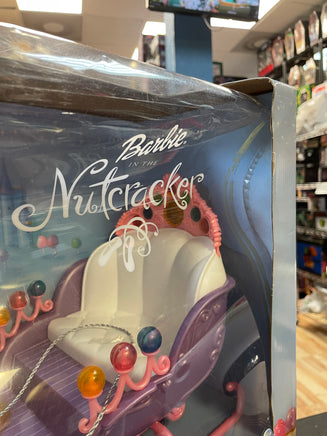 Barbie
IN THE
Nutcracker